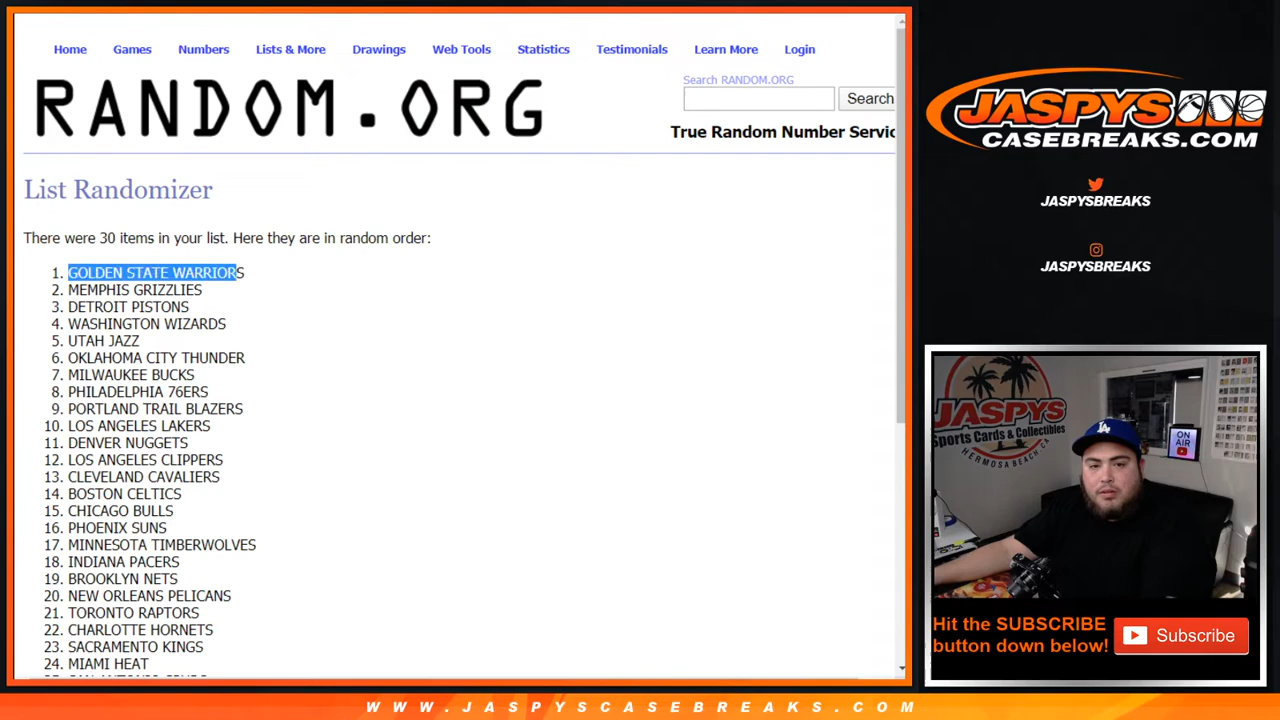 Home Games Numbers Lists & More Drawings Web Tools Statistics Testimonials Learn More Login
RANDOM.ORG
Search RANDOM.ORG
Search
True Random Number Servic
List Randomizer
There were 30 items in your list. Here they are in random order:
1. GOLDEN STATE WARRIORS
2. MEMPHIS GRIZZLIES
3. DETROIT PISTONS
4. WASHINGTON WIZARDS
5. UTAH JAZZ
6. OKLAHOMA CITY THUNDER
7. MILWAUKEE BUCKS
8. PHILADELPHIA 76ERS
9. PORTLAND TRAIL BLAZERS
10. LOS ANGELES LAKERS
11. DENVER NUGGETS
12. LOS ANGELES CLIPPERS
13. CLEVELAND CAVALIERS
14. BOSTON CELTICS
15. CHICAGO BULLS
16. PHOENIX SUNS
17. MINNESOTA TIMBERWOLVES
18. INDIANA PACERS
19. BROOKLYN NETS
20. NEW ORLEANS PELICANS
21. TORONTO RAPTORS
22. CHARLOTTE HORNETS
23. SACRAMENTO KINGS
24. MIAMI HEAT
JASPYS
CASEBREAKS.COM
JASPYSBREAKS
JASPYSBREAKS
JASPYS
Sports Cards & Collectibles
HERMOSA BEACH CA
LA
ON
AIR
Hit the SUBSCRIBE
button down below!
Subscribe
WWW.JASPYSCASEBREAKS.COM